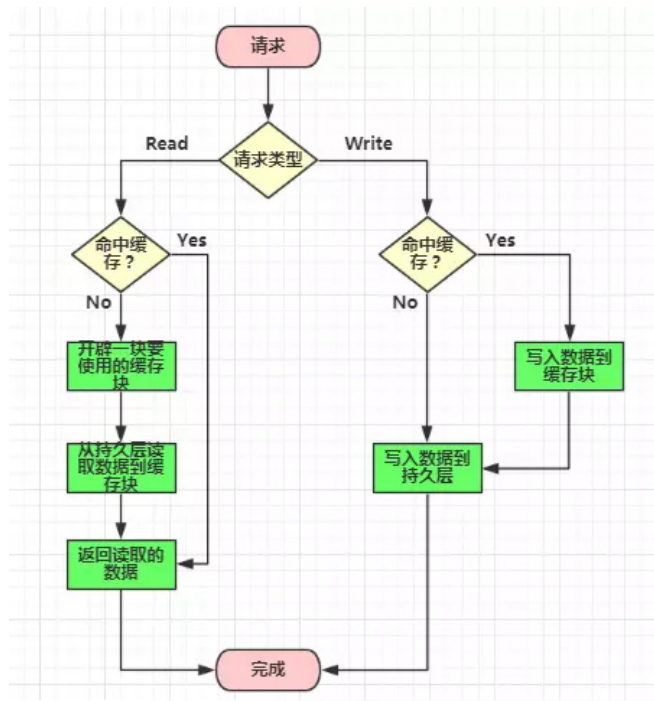 请求
Read
请求类型
Write
命中缓
存？
Yes
命中缓
存？
Yes
No
No
开辟一块要
使用的缓存
块
写入数据到
缓存块
从持久层读
取数据到缓
存块
写入数据到
持久层
返回读取的
数据
完成